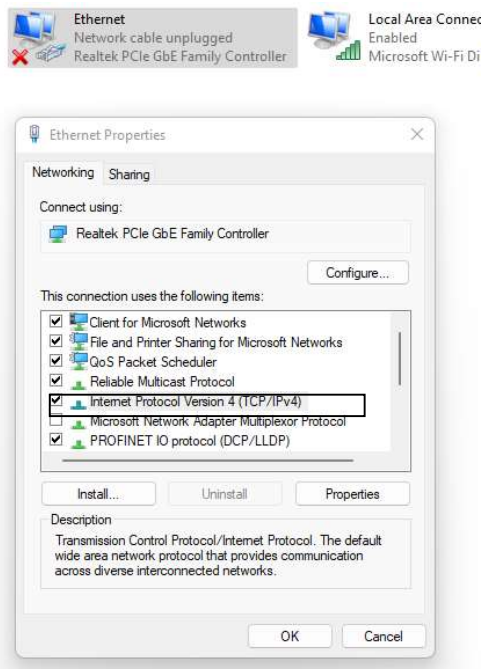 Ethernet
Network cable unplugged
Realtek PCIe GbE Family Controller
Local Area Connec
Enabled
Microsoft Wi-Fi Di
Ethernet Properties
Networking
Sharing
Connect using:
Realtek PCIe GbE Family Controller
Configure...
This connection uses the following items:
Client for Microsoft Networks
File and Printer Sharing for Microsoft Networks
QoS Packet Scheduler
Reliable Multicast Protocol
Internet Protocol Version 4 (TCP/IPv4)
Microsoft Network Adapter Multiplexor Protocol
PROFINET IO protocol (DCP/LLDP)
Install...
Uninstall
Properties
Description
Transmission Control Protocol/Internet Protocol. The default
wide area network protocol that provides communication
across diverse interconnected networks.
OK
Cancel